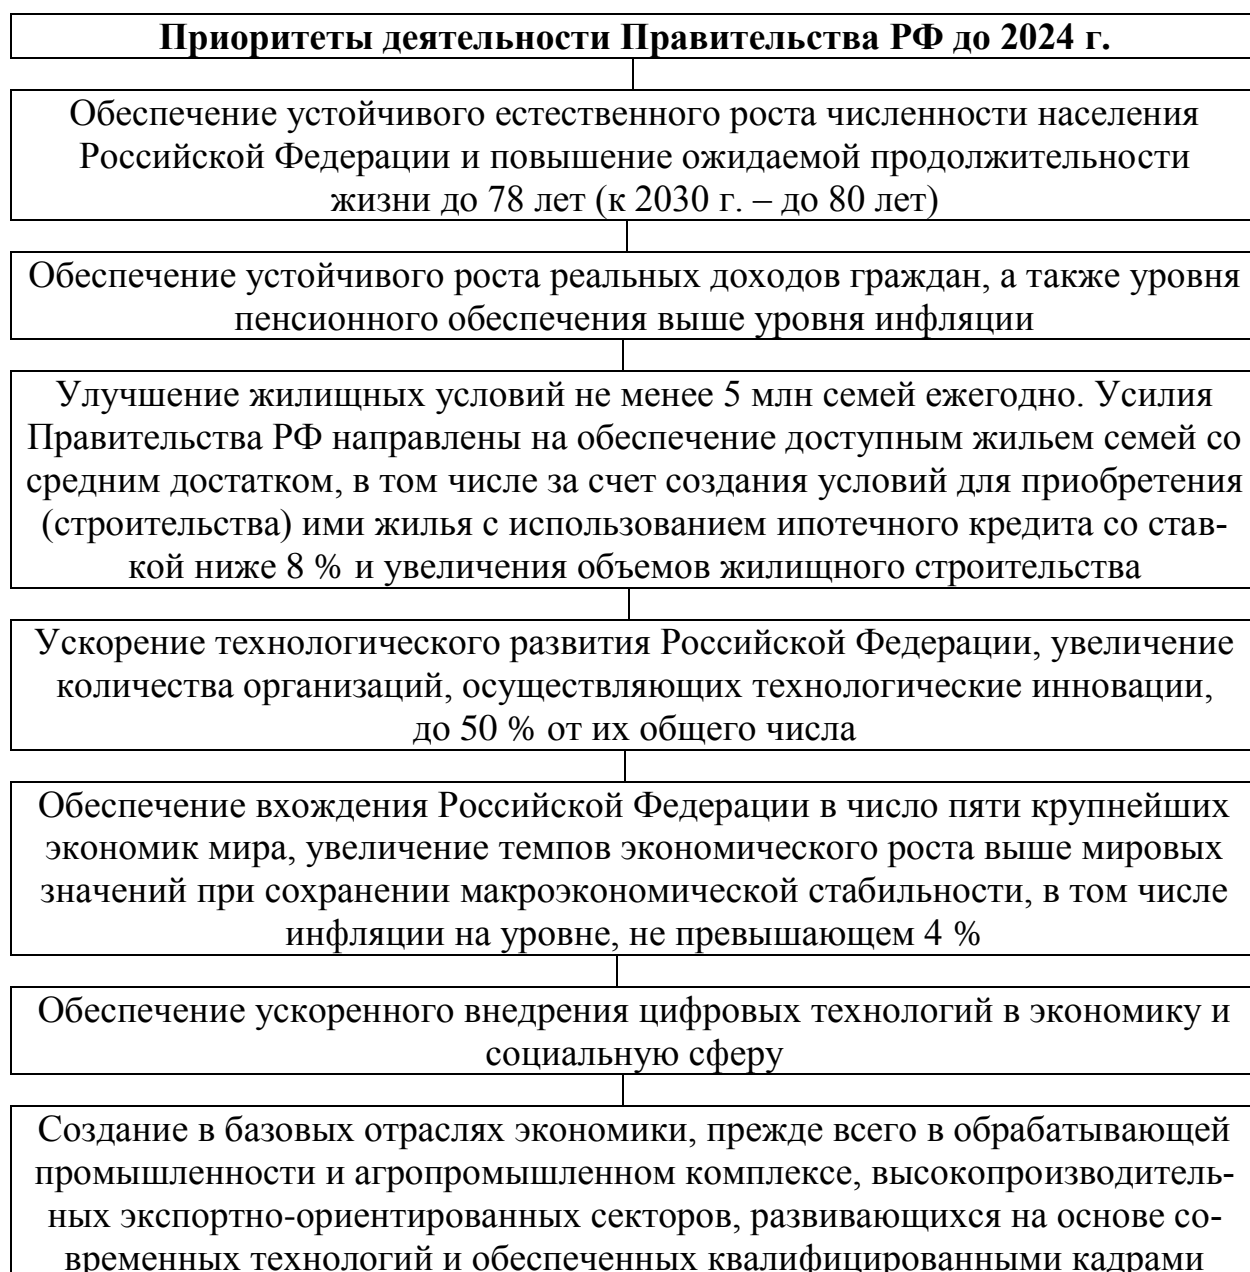 Приоритеты деятельности Правительства РФ до 2024 г.
Обеспечение устойчивого естественного роста численности населения
Российской Федерации и повышение ожидаемой продолжительности
жизни до 78 лет (к 2030 г. – до 80 лет)
Обеспечение устойчивого роста реальных доходов граждан, а также уровня
пенсионного обеспечения выше уровня инфляции
Улучшение жилищных условий не менее 5 млн семей ежегодно. Усилия
Правительства РФ направлены на обеспечение доступным жильем семей со
средним достатком, в том числе за счет создания условий для приобретения
(строительства) ими жилья с использованием ипотечного кредита со став-
кой ниже 8 % и увеличения объемов жилищного строительства
Ускорение технологического развития Российской Федерации, увеличение
количества организаций, осуществляющих технологические инновации,
до 50 % от их общего числа
Обеспечение вхождения Российской Федерации в число пяти крупнейших
экономик мира, увеличение темпов экономического роста выше мировых
значений при сохранении макроэкономической стабильности, в том числе
инфляции на уровне, не превышающем 4 %
Обеспечение ускоренного внедрения цифровых технологий в экономику и
социальную сферу
Создание в базовых отраслях экономики, прежде всего в обрабатывающей
промышленности и агропромышленном комплексе, высокопроизводитель-
ных экспортно-ориентированных секторов, развивающихся на основе со-
временных технологий и обеспеченных квалифицированными кадрами